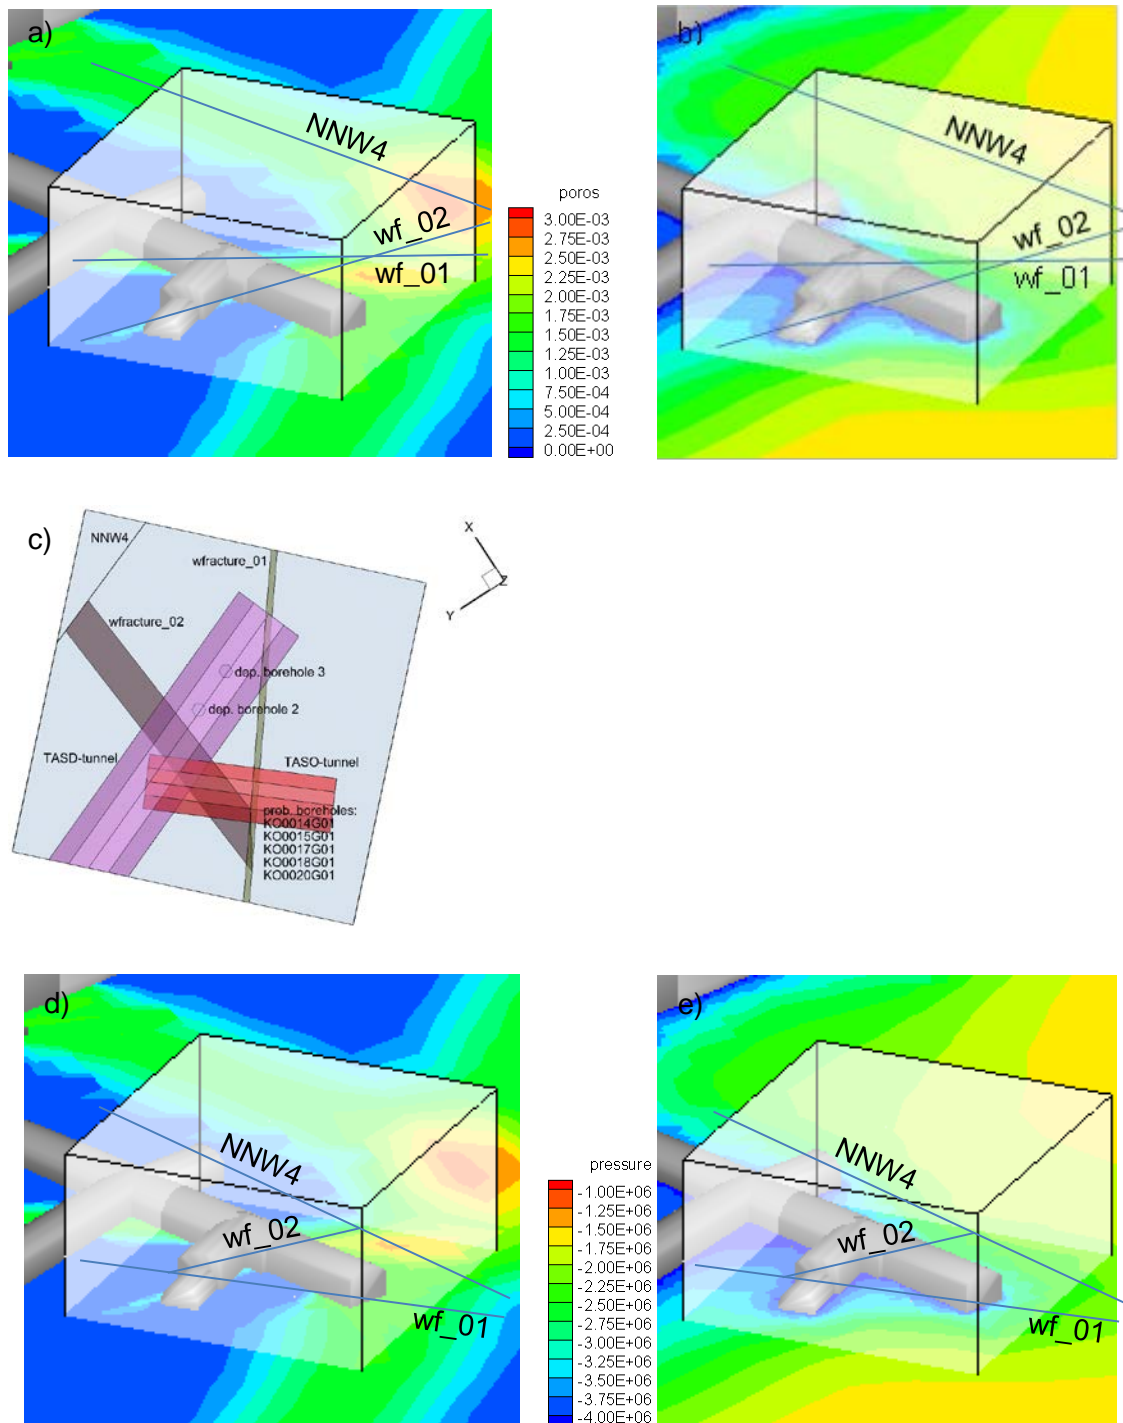 a)
NNW4
wf_02
wf_01
poros
3.00E-03
2.75E-03
2.50E-03
2.25E-03
2.00E-03
1.75E-03
1.50E-03
1.25E-03
1.00E-03
7.50E-04
5.00E-04
2.50E-04
0.00E+00
b)
NNW4
wf_02
wf_01
c)
NNW4
wfracture_01
wfracture_02
dep. borehole 3
dep. borehole 2
TASD-tunnel
TASO-tunnel
prob. boreholes:
KO0014G01
KO0015G01
KO0017G01
KO0018G01
KO0020G01
X
Z
Y
d)
NNW4
wf_02
wf_01
e)
NNW4
wf_02
wf_01
pressure
-1.00E+06
-1.25E+06
-1.50E+06
-1.75E+06
-2.00E+06
-2.25E+06
-2.50E+06
-2.75E+06
-3.00E+06
-3.25E+06
-3.50E+06
-3.75E+06
-4.00E+06